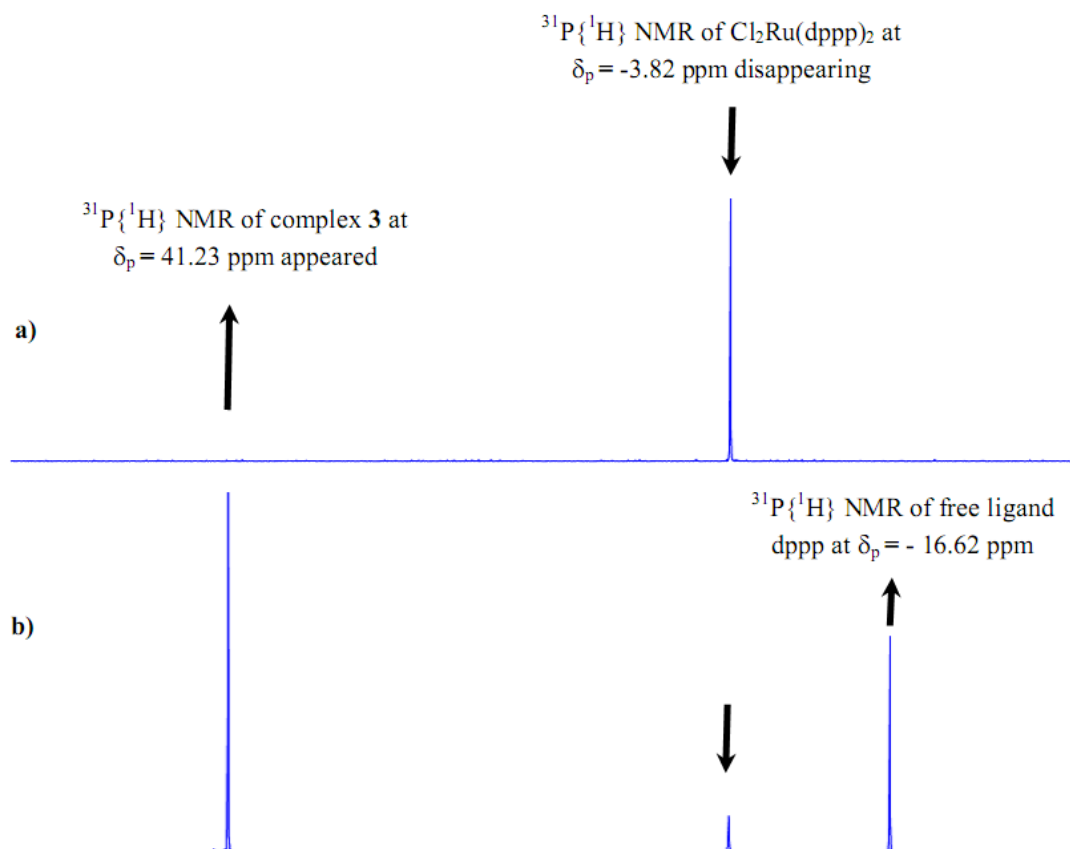 ³¹P{¹H} NMR of Cl₂Ru(dppp)₂ at
δₚ = -3.82 ppm disappearing
³¹P{¹H} NMR of complex 3 at
δₚ = 41.23 ppm appeared
a)
³¹P{¹H} NMR of free ligand
dppp at δₚ = - 16.62 ppm
b)